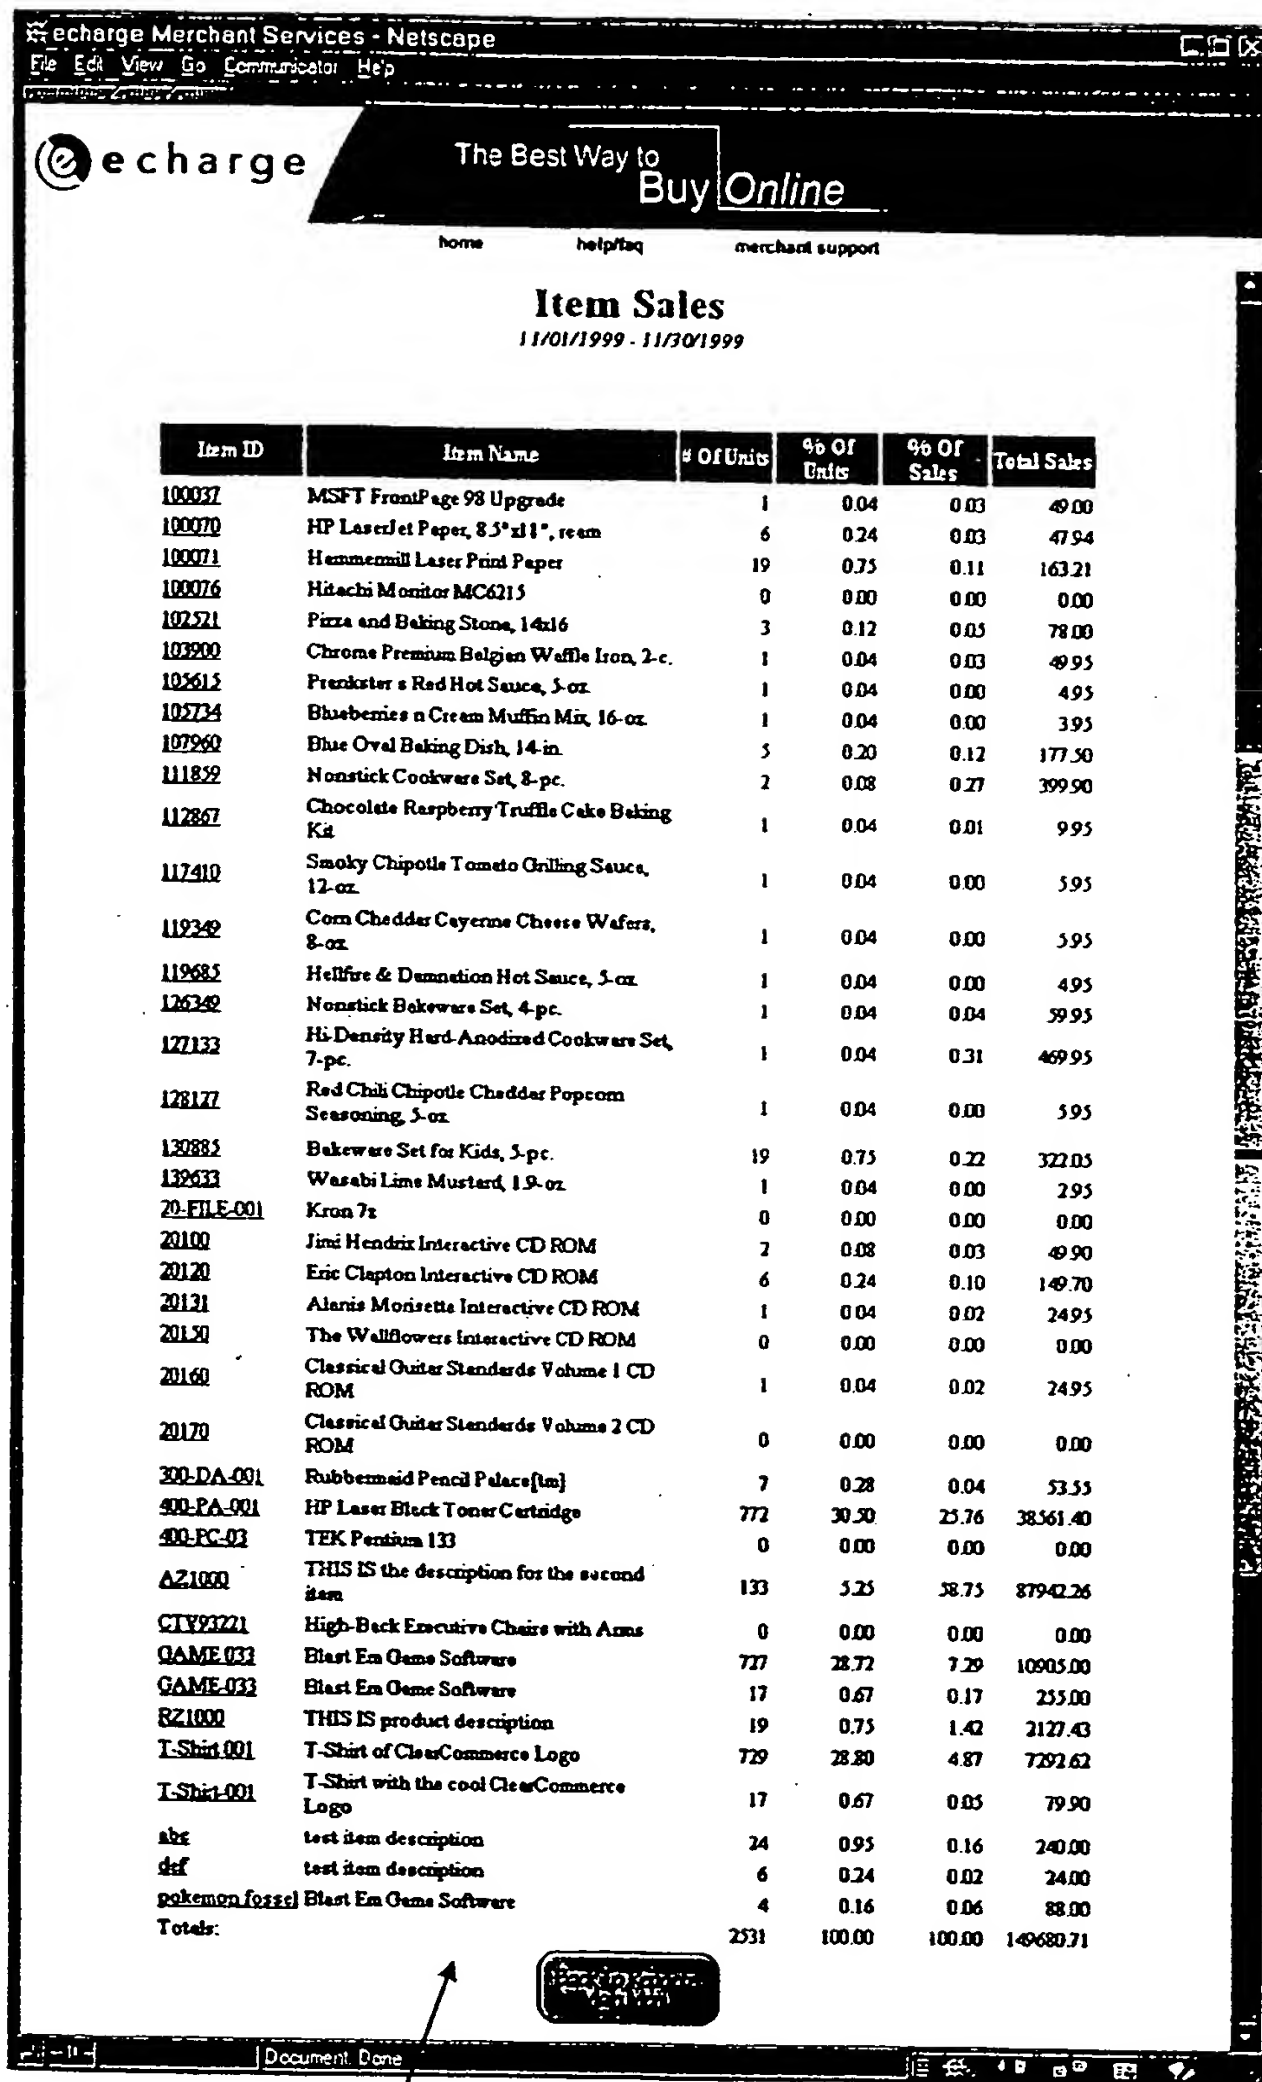 echarge Merchant Services - Netscape
File Edit View Go Communicator Help
echarge
The Best Way to
Buy Online
home help/faq merchant support
Item Sales
11/01/1999 - 11/30/1999
Item ID Item Name # Of Units % Of Units % Of Sales Total Sales
100037 MSFT FrontPage 98 Upgrade 1 0.04 0.03 49.00
100070 HP LaserJet Paper, 8.5"x11", ream 6 0.24 0.03 47.94
100071 Hammermill Laser Print Paper 19 0.75 0.11 163.21
100076 Hitachi Monitor MC6215 0 0.00 0.00 0.00
102521 Pizza and Baking Stone, 14x16 3 0.12 0.05 78.00
103900 Chrome Premium Belgian Waffle Iron, 2-c. 1 0.04 0.03 49.95
105615 Prankster s Red Hot Sauce, 5-oz. 1 0.04 0.00 4.95
105734 Blueberries n Cream Muffin Mix, 16-oz. 1 0.04 0.00 3.95
107960 Blue Oval Baking Dish, 14-in. 5 0.20 0.12 177.50
111859 Nonstick Cookware Set, 8-pc. 2 0.08 0.27 399.90
112867 Chocolate Raspberry Truffle Cake Baking
Kit 1 0.04 0.01 9.95
117410 Smoky Chipotle Tomato Grilling Sauce,
12-oz. 1 0.04 0.00 5.95
119349 Corn Cheddar Cayenne Cheese Wafers,
8-oz. 1 0.04 0.00 5.95
119685 Hellfire & Damnation Hot Sauce, 5-oz. 1 0.04 0.00 4.95
126349 Nonstick Bakeware Set, 4-pc. 1 0.04 0.04 59.95
127133 Hi-Density Hard-Anodized Cookware Set,
7-pc. 1 0.04 0.31 469.95
128127 Red Chili Chipotle Cheddar Popcorn
Seasoning, 5-oz. 1 0.04 0.00 5.95
130885 Bakeware Set for Kids, 5-pc. 19 0.75 0.22 322.05
139633 Wasabi Lime Mustard, 1.9-oz. 1 0.04 0.00 2.95
20-FILE-001 Kron 7z 0 0.00 0.00 0.00
20100 Jimi Hendrix Interactive CD ROM 2 0.08 0.03 49.90
20120 Eric Clapton Interactive CD ROM 6 0.24 0.10 149.70
20131 Alanis Morisette Interactive CD ROM 1 0.04 0.02 24.95
20150 The Wallflowers Interactive CD ROM 0 0.00 0.00 0.00
20160 Classical Guitar Standards Volume 1 CD
ROM 1 0.04 0.02 24.95
20170 Classical Guitar Standards Volume 2 CD
ROM 0 0.00 0.00 0.00
300-DA-001 Rubbermaid Pencil Palace[tm] 7 0.28 0.04 53.55
400-PA-001 HP Laser Black Toner Cartridge 772 30.50 25.76 38561.40
400-PC-03 TEK Pentium 133 0 0.00 0.00 0.00
AZ1000 THIS IS the description for the second
item 133 5.25 58.75 87942.26
CTY93221 High-Back Executive Chairs with Arms 0 0.00 0.00 0.00
GAME 033 Blast Em Game Software 727 28.72 7.29 10905.00
GAME-033 Blast Em Game Software 17 0.67 0.17 255.00
RZ1000 THIS IS product description 19 0.75 1.42 2127.43
T-Shirt 001 T-Shirt of ClearCommerce Logo 729 28.80 4.87 7292.62
T-Shirt-001 T-Shirt with the cool ClearCommerce
Logo 17 0.67 0.05 79.90
abc test item description 24 0.95 0.16 240.00
def test item description 6 0.24 0.02 24.00
pokemon fossel Blast Em Game Software 4 0.16 0.06 88.00
Totals: 2531 100.00 100.00 149680.71
Document: Done